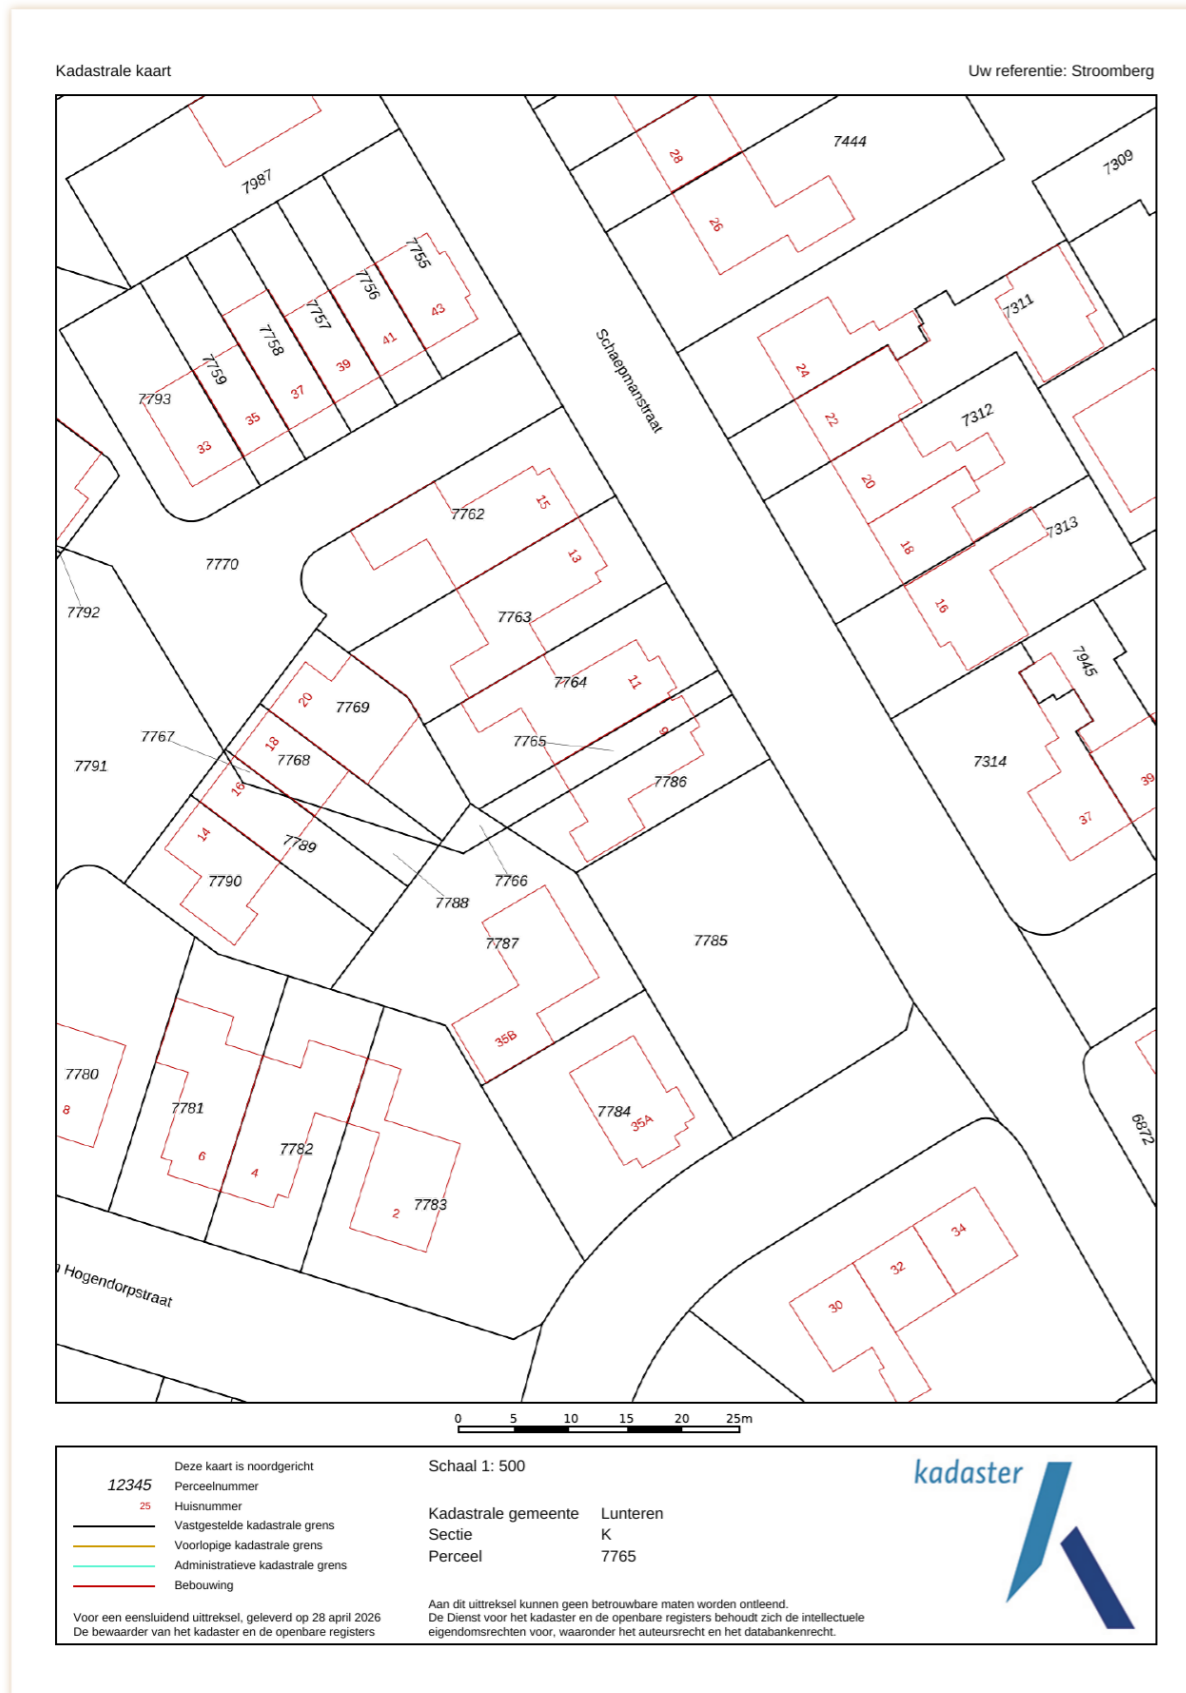 Kadastrale kaart
Uw referentie: Stroomberg
7987
28
26
7444
7309
7755
7756
7757
7758
7759
7793
43
41
39
37
35
33
Schaepmanstraat
7311
24
22
7312
20
18
7313
16
7762
15
13
7770
7763
7792
7764
11
7945
20
7769
7767
18
7768
7765
9
7791
16
7786
7314
39
37
14
7789
7790
7766
7788
7787
7785
35B
7780
8
7781
6
7782
4
7784
35A
6872
7783
2
34
32
30
Hogendorpstraat
0 5 10 15 20 25m
12345
25
Deze kaart is noordgericht
Perceelnummer
Huisnummer
Vastgestelde kadastrale grens
Voorlopige kadastrale grens
Administratieve kadastrale grens
Bebouwing
Voor een eensluidend uittreksel, geleverd op 28 april 2026
De bewaarder van het kadaster en de openbare registers
Schaal 1: 500
Kadastrale gemeente Lunteren
Sectie K
Perceel 7765
Aan dit uittreksel kunnen geen betrouwbare maten worden ontleend.
De Dienst voor het kadaster en de openbare registers behoudt zich de intellectuele
eigendomsrechten voor, waaronder het auteursrecht en het databankenrecht.
kadaster